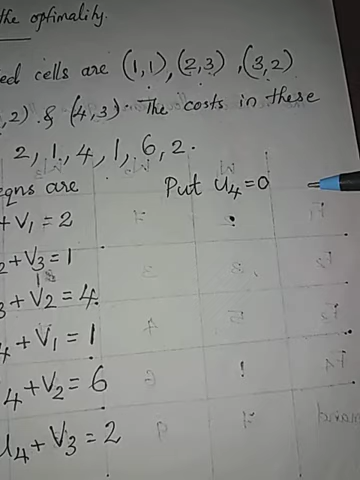 the optimality.
ed cells are (1,1), (2,3), (3,2)
,2) & (4,3). The costs in these
2, 1, 4, 1, 6, 2.
eqns are Put U4=0
+ V1 = 2
2 + V3 = 1
3 + V2 = 4
4 + V1 = 1
4 + V2 = 6
U4 + V3 = 2